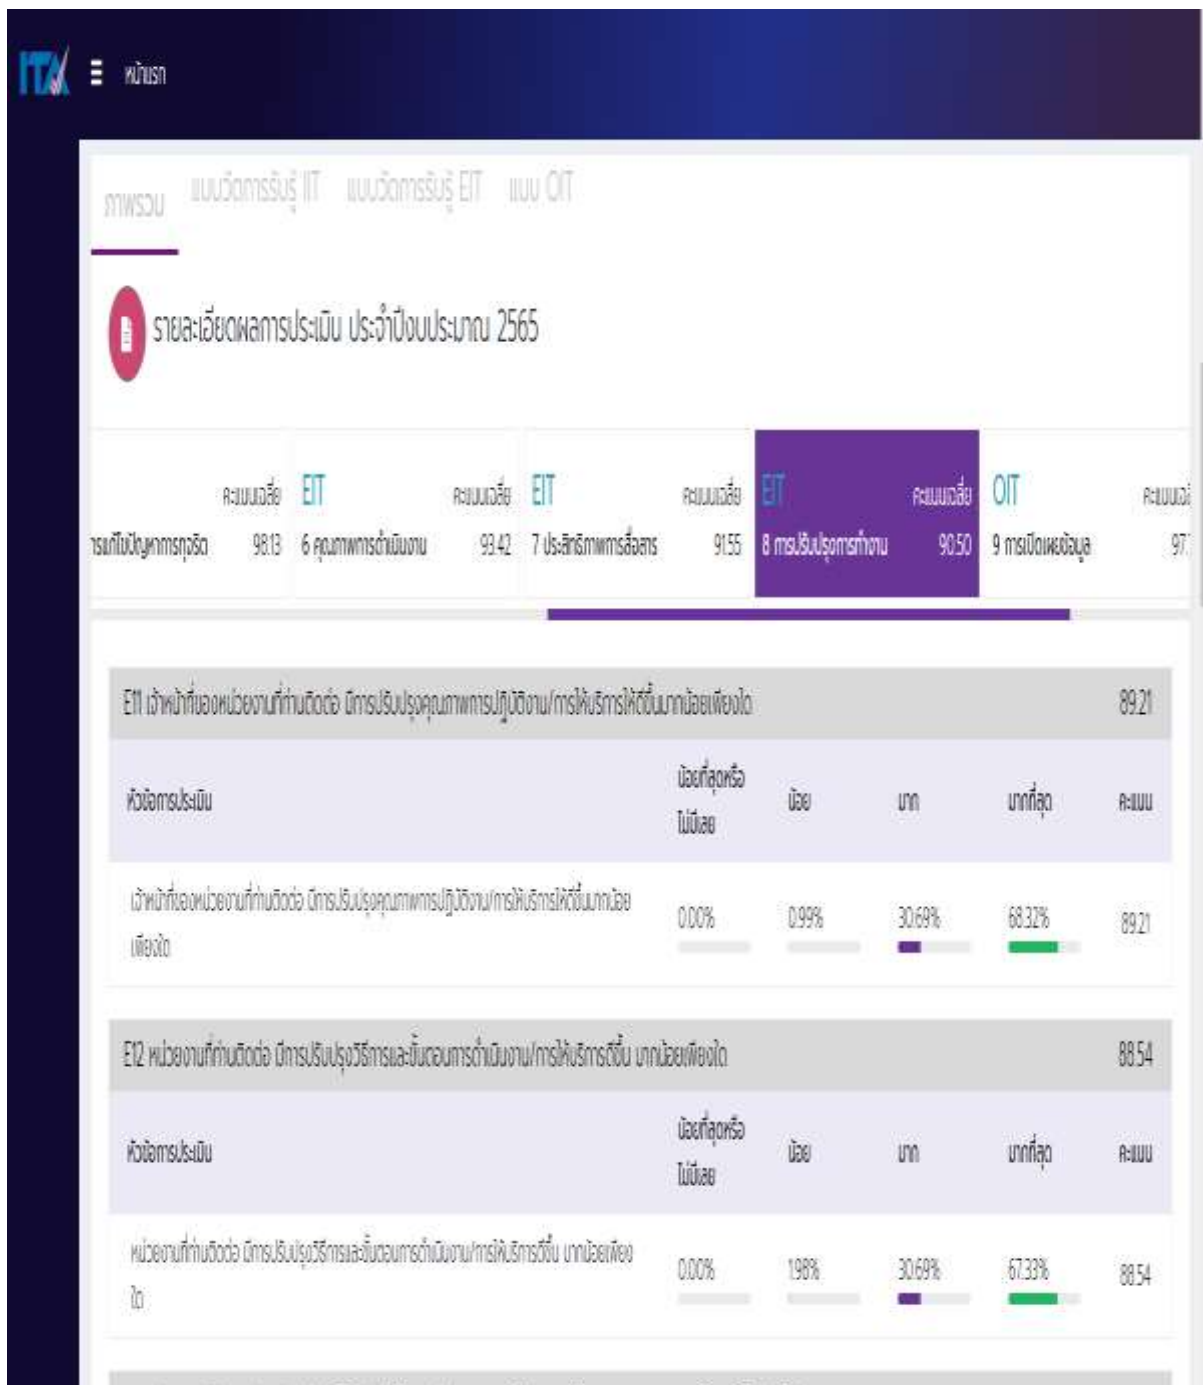 ITA หน้าแรก
ภาพรวม แบบวัดการรับรู้ IIT แบบวัดการรับรู้ EIT แบบ OIT
รายละเอียดผลการประเมิน ประจำปีงบประมาณ 2565
คะแนนเฉลี่ย EIT คะแนนเฉลี่ย EIT คะแนนเฉลี่ย EIT คะแนนเฉลี่ย OIT
รแก้ไขปัญหาการทุจริต 98.13 6 คุณภาพการดำเนินงาน 93.42 7 ประสิทธิภาพการสื่อสาร 91.55 8 การปรับปรุงการทำงาน 90.50 9 การเปิดเผยข้อมูล 97.
E11 เจ้าหน้าที่ของหน่วยงานที่ท่านติดต่อ มีการปรับปรุงคุณภาพการปฏิบัติงาน/การให้บริการให้ดีขึ้นมากน้อยเพียงใด 89.21
น้อยที่สุดหรือ
หัวข้อการประเมิน น้อย มาก มากที่สุด คะแนน
ไม่มีเลย
เจ้าหน้าที่ของหน่วยงานที่ท่านติดต่อ มีการปรับปรุงคุณภาพการปฏิบัติงาน/การให้บริการให้ดีขึ้นมากน้อย
0.00% 0.99% 30.69% 68.32% 89.21
เพียงใด
E12 หน่วยงานที่ท่านติดต่อ มีการปรับปรุงวิธีการและขั้นตอนการดำเนินงาน/การให้บริการดีขึ้น มากน้อยเพียงใด 88.54
น้อยที่สุดหรือ
หัวข้อการประเมิน น้อย มาก มากที่สุด คะแนน
ไม่มีเลย
หน่วยงานที่ท่านติดต่อ มีการปรับปรุงวิธีการและขั้นตอนการดำเนินงาน/การให้บริการดีขึ้น มากน้อยเพียง
0.00% 1.98% 30.69% 67.33% 88.54
ใด